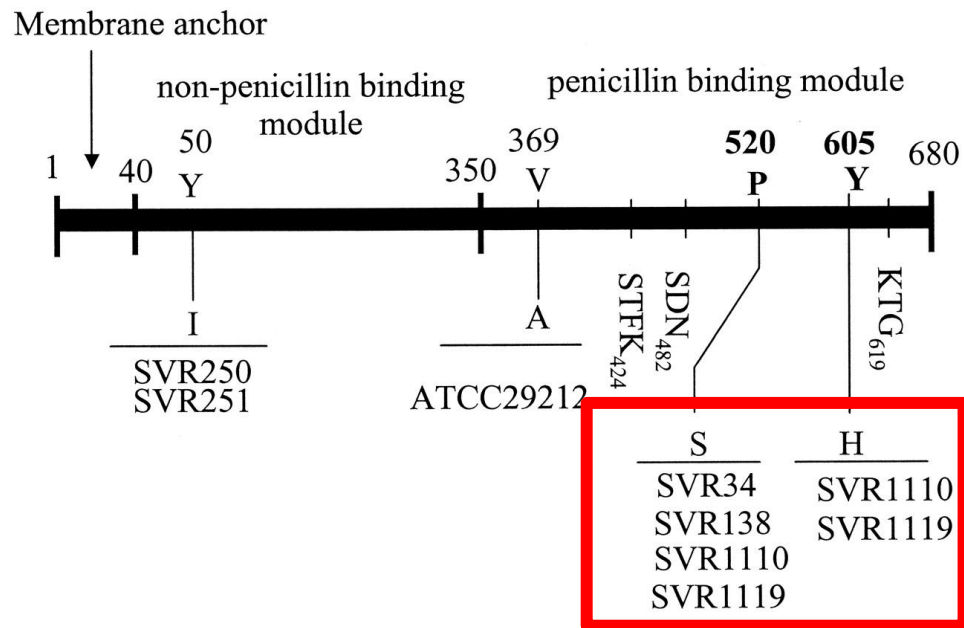 Membrane anchor
non-penicillin binding
module
penicillin binding module
1
40
50
Y
350
369
V
520
P
605
Y
680
I
SVR250
SVR251
A
ATCC29212
STFK424
SDN482
KTG619
S
SVR34
SVR138
SVR1110
SVR1119
H
SVR1110
SVR1119